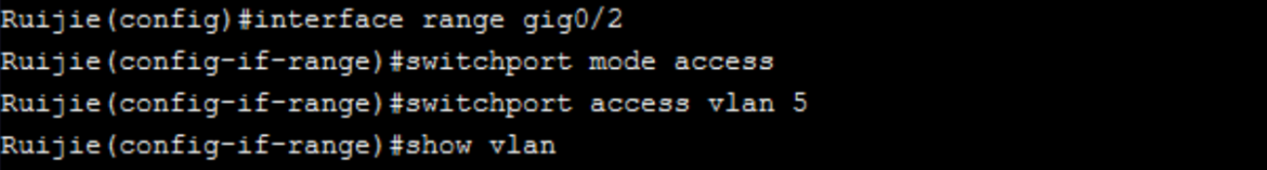 Ruijie(config)#interface range gig0/2
Ruijie(config-if-range)#switchport mode access
Ruijie(config-if-range)#switchport access vlan 5
Ruijie(config-if-range)#show vlan